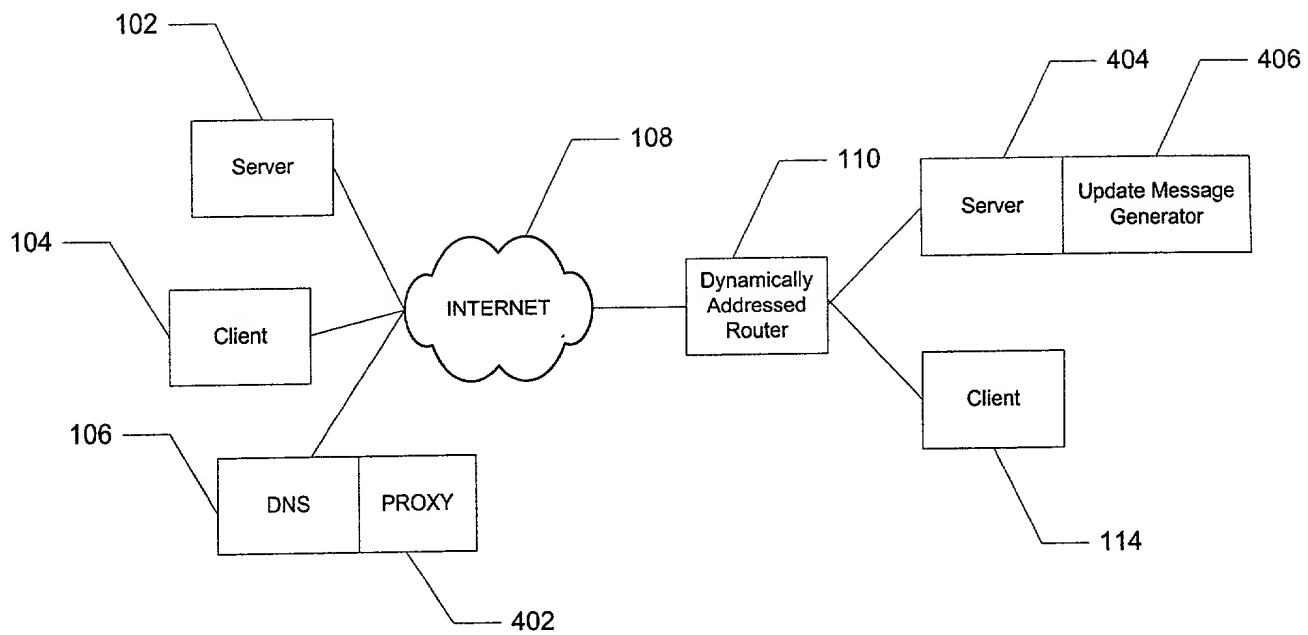 102
404
406
108
110
Server
Server
Update Message
Generator
104
INTERNET
Dynamically
Addressed
Router
Client
Client
106
DNS
PROXY
114
402